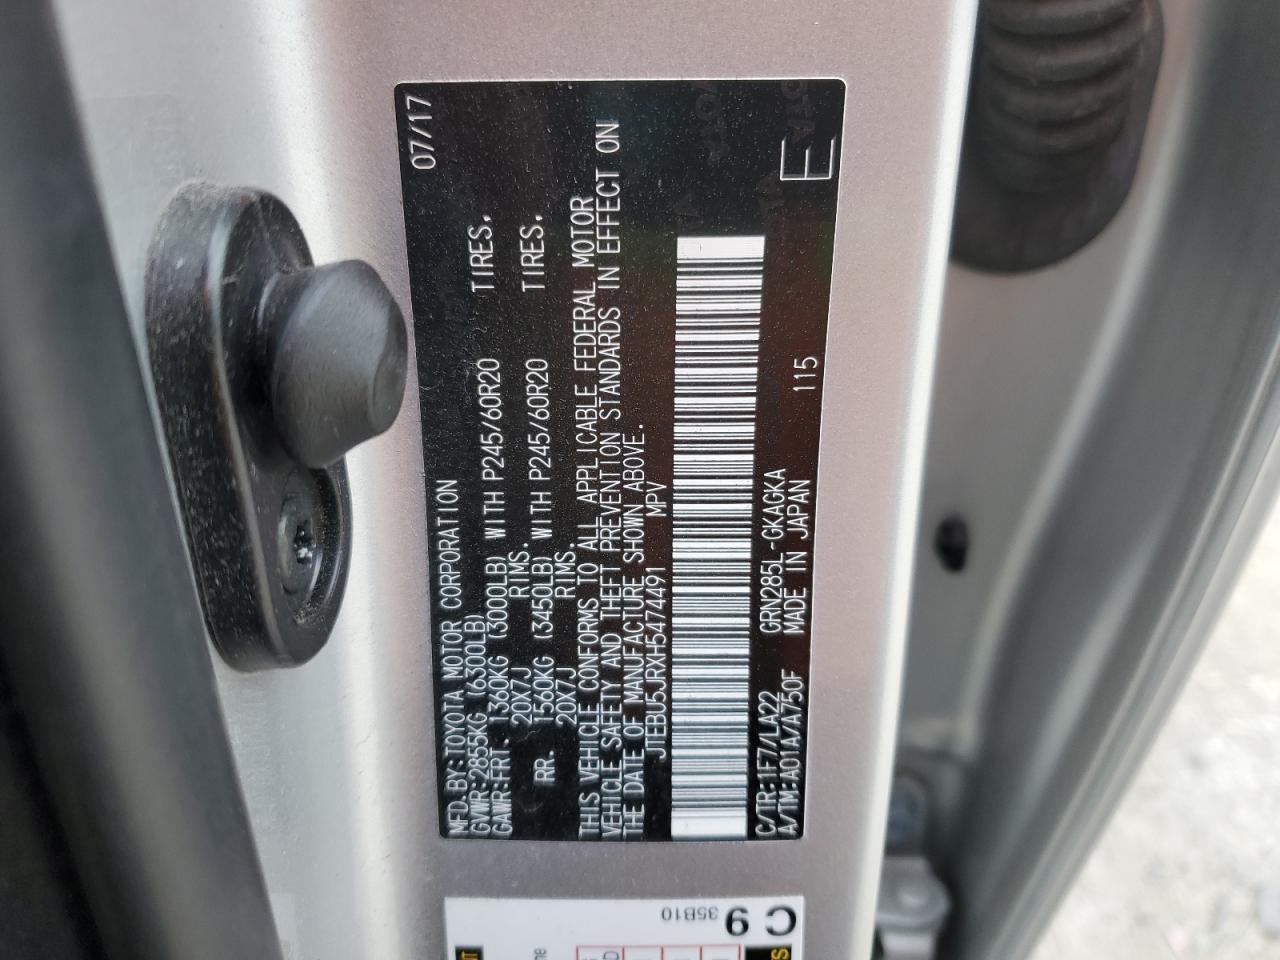 MFD. BY: TOYOTA MOTOR CORPORATION 07/17
GVWR: 2855KG (6300LB)
GAWR: FRT. 1360KG (3000LB) WITH P245/60R20 TIRES.
20X7J RIMS.
RR. 1560KG (3450LB) WITH P245/60R20 TIRES.
20X7J RIMS.
THIS VEHICLE CONFORMS TO ALL APPLICABLE FEDERAL MOTOR
VEHICLE SAFETY AND THEFT PREVENTION STANDARDS IN EFFECT ON
THE DATE OF MANUFACTURE SHOWN ABOVE.
JTEBU5JRXH5474491 MPV
C/TR: 1F7/LA22 GRN285L-GKAGKA
A/TM: A01A/A750F MADE IN JAPAN 115 E
C 9
35B10